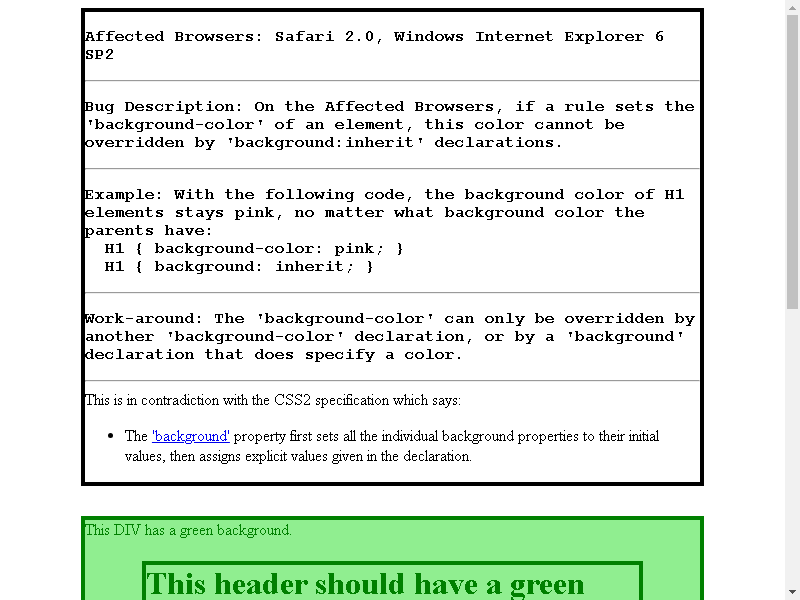 Affected Browsers: Safari 2.0, Windows Internet Explorer 6
SP2
Bug Description: On the Affected Browsers, if a rule sets the
'background-color' of an element, this color cannot be
overridden by 'background:inherit' declarations.
Example: With the following code, the background color of H1
elements stays pink, no matter what background color the
parents have:
H1 { background-color: pink; }
H1 { background: inherit; }
Work-around: The 'background-color' can only be overridden by
another 'background-color' declaration, or by a 'background'
declaration that does specify a color.
This is in contradiction with the CSS2 specification which says:
• The 'background' property first sets all the individual background properties to their initial
values, then assigns explicit values given in the declaration.
This DIV has a green background.
This header should have a green